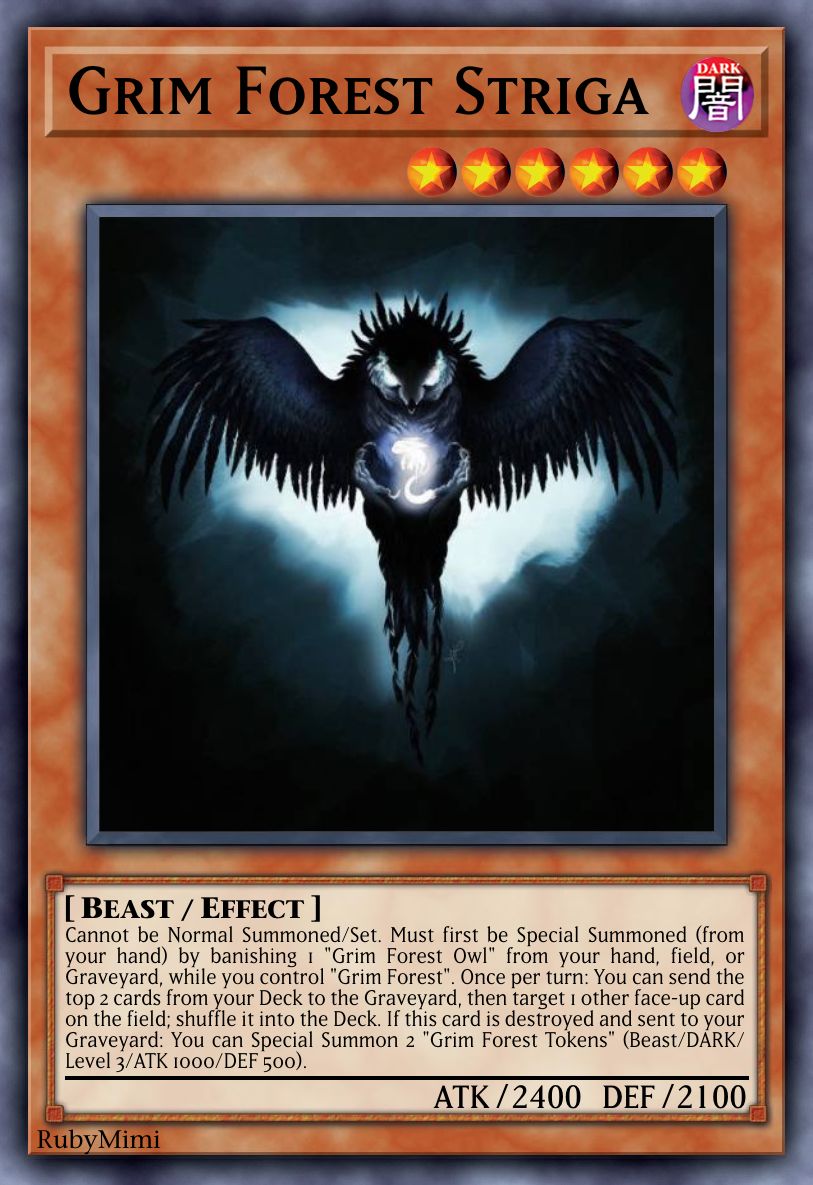 Grim Forest Striga
DARK
闇
[ Beast / Effect ]
Cannot be Normal Summoned/Set. Must first be Special Summoned (from
your hand) by banishing 1 "Grim Forest Owl" from your hand, field, or
Graveyard, while you control "Grim Forest". Once per turn: You can send the
top 2 cards from your Deck to the Graveyard, then target 1 other face-up card
on the field; shuffle it into the Deck. If this card is destroyed and sent to your
Graveyard: You can Special Summon 2 "Grim Forest Tokens" (Beast/DARK/
Level 3/ATK 1000/DEF 500).
ATK / 2400 DEF / 2100
RubyMimi